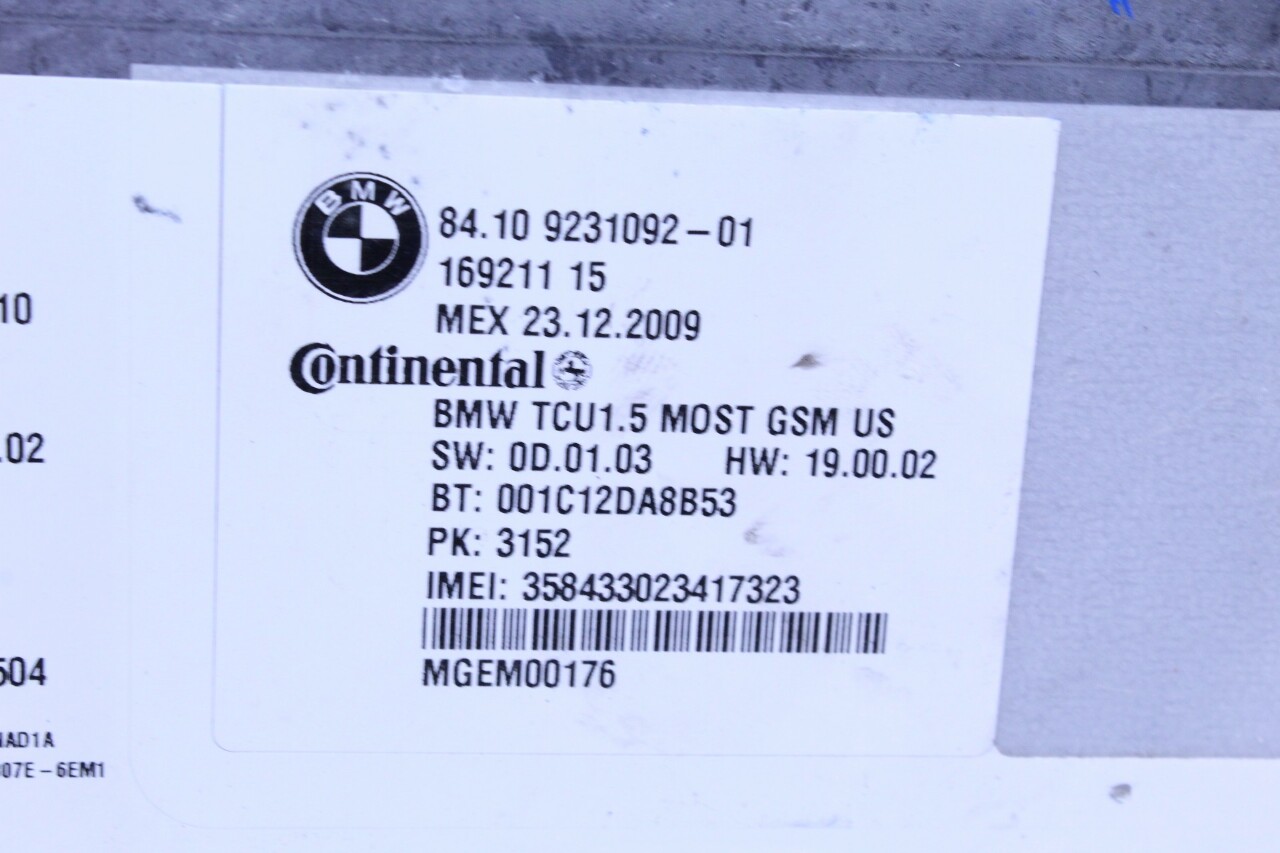 BMW
84.10 9231092-01
169211 15
MEX 23.12.2009
Continental
BMW TCU1.5 MOST GSM US
SW: 0D.01.03 HW: 19.00.02
BT: 001C12DA8B53
PK: 3152
IMEI: 358433023417323
MGEM00176
10
.02
504
AD1A
07E-6EM1